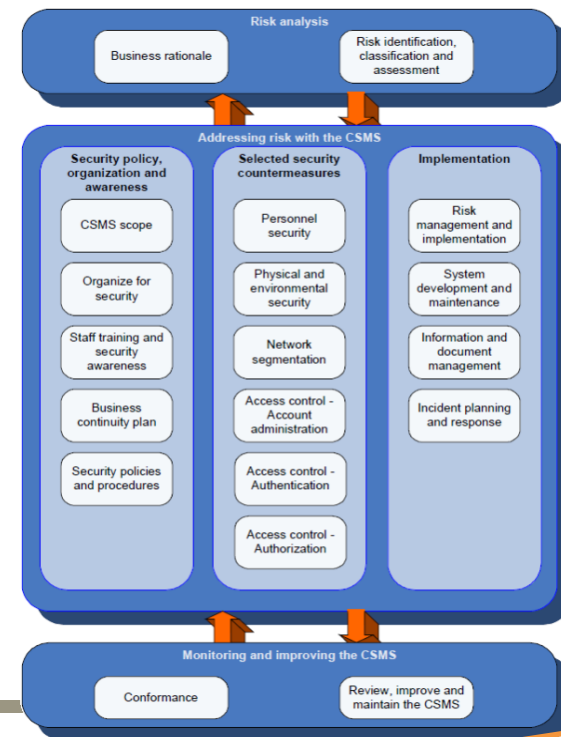 Risk analysis
Business rationale
Risk identification,
classification and
assessment
Addressing risk with the CSMS
Security policy,
organization and
awareness
CSMS scope
Organize for
security
Staff training and
security
awareness
Business
continuity plan
Security policies
and procedures
Selected security
countermeasures
Personnel
security
Physical and
environmental
security
Network
segmentation
Access control -
Account
administration
Access control -
Authentication
Access control -
Authorization
Implementation
Risk
management and
implementation
System
development and
maintenance
Information and
document
management
Incident planning
and response
Monitoring and improving the CSMS
Conformance
Review, improve and
maintain the CSMS